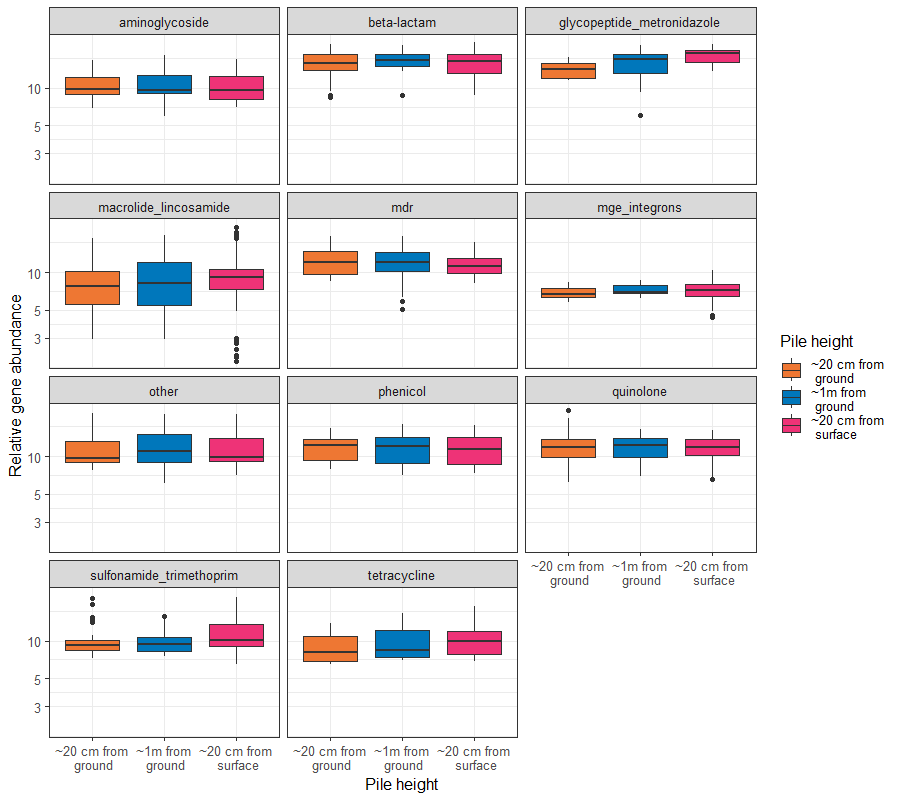 aminoglycoside
beta-lactam
glycopeptide_metronidazole
10
5
3
macrolide_lincosamide
mdr
mge_integrons
10
5
3
other
phenicol
quinolone
10
5
3
~20 cm from
ground
~1m from
ground
~20 cm from
surface
sulfonamide_trimethoprim
tetracycline
10
5
3
~20 cm from
ground
~1m from
ground
~20 cm from
surface
~20 cm from
ground
~1m from
ground
~20 cm from
surface
Pile height
Relative gene abundance
Pile height
~20 cm from
ground
~1m from
ground
~20 cm from
surface